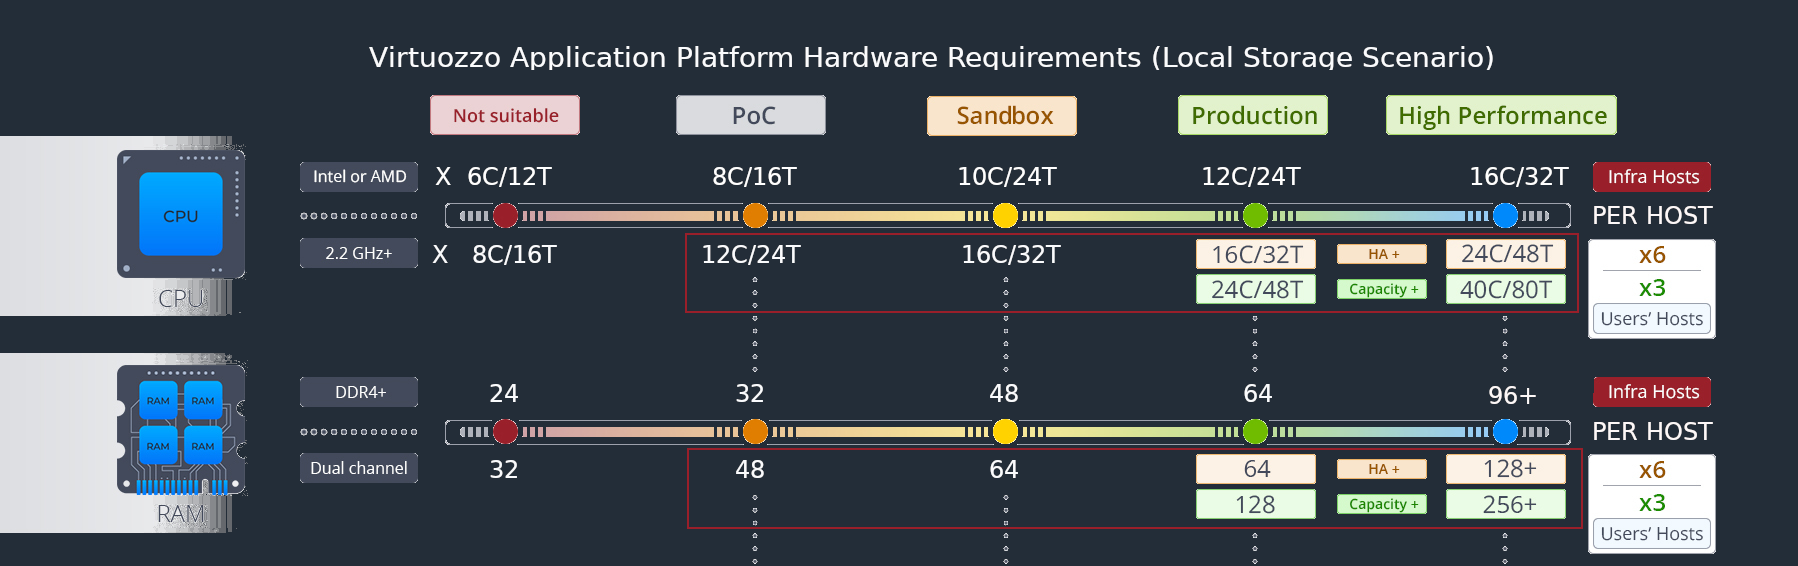 Virtuozzo Application Platform Hardware Requirements (Local Storage Scenario)
Not suitable PoC Sandbox Production High Performance
Intel or AMD X 6C/12T 8C/16T 10C/24T 12C/24T 16C/32T Infra Hosts
CPU PER HOST
2.2 GHz+ X 8C/16T 12C/24T 16C/32T 16C/32T HA + 24C/48T x6
24C/48T Capacity + 40C/80T x3
CPU Users' Hosts
DDR4+ 24 32 48 64 96+ Infra Hosts
RAM RAM
PER HOST
RAM RAM
Dual channel 32 48 64 64 HA + 128+ x6
128 Capacity + 256+ x3
RAM Users' Hosts